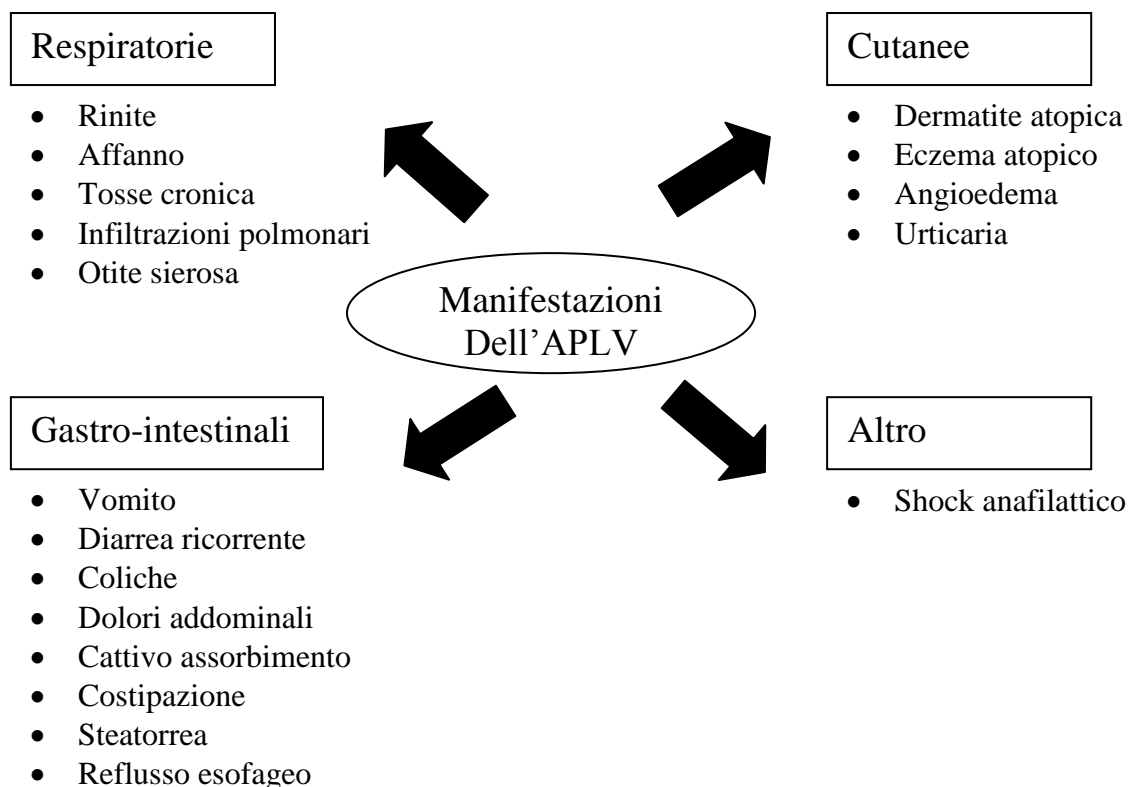 Respiratorie
• Rinite
• Affanno
• Tosse cronica
• Infiltrazioni polmonari
• Otite sierosa
Cutanee
• Dermatite atopica
• Eczema atopico
• Angioedema
• Urticaria
Manifestazioni
Dell’APLV
Gastro-intestinali
• Vomito
• Diarrea ricorrente
• Coliche
• Dolori addominali
• Cattivo assorbimento
• Costipazione
• Steatorrea
• Reflusso esofageo
Altro
• Shock anafilattico